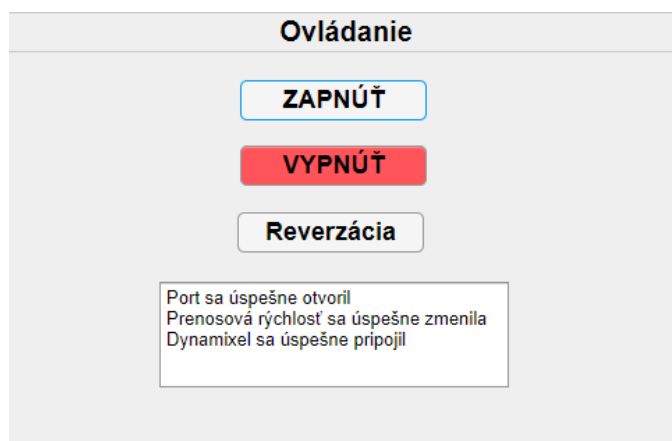 Ovládanie
ZAPNÚŤ
VYPNÚŤ
Reverzácia
Port sa úspešne otvoril
Prenosová rýchlosť sa úspešne zmenila
Dynamixel sa úspešne pripojil